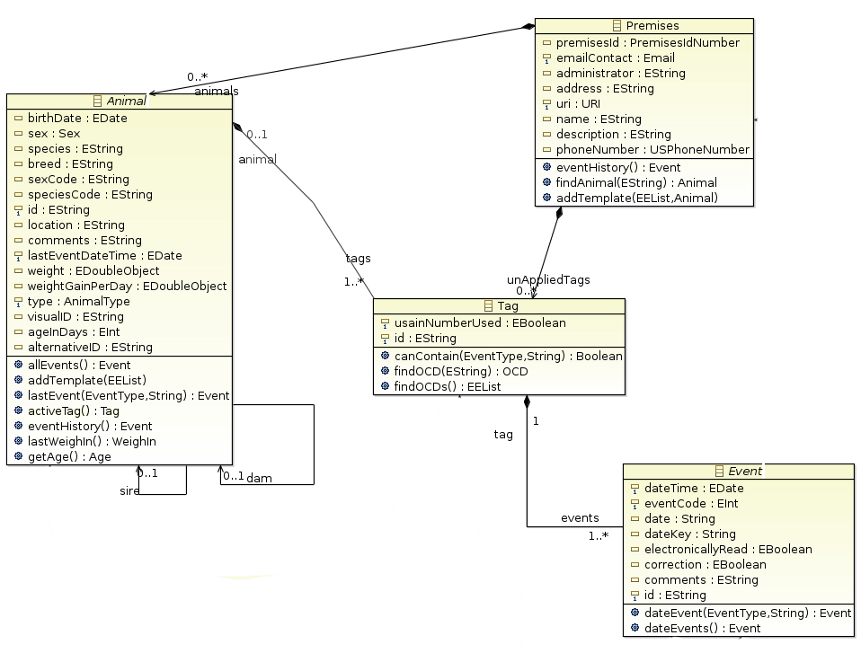 Premises
premisesId : PremisesIdNumber
emailContact : Email
administrator : EString
address : EString
uri : URI
name : EString
description : EString
phoneNumber : USPhoneNumber
eventHistory() : Event
findAnimal(EString) : Animal
addTemplate(EEList,Animal)
*
0..*
animals
Animal
birthDate : EDate
sex : Sex
species : EString
breed : EString
sexCode : EString
speciesCode : EString
id : EString
location : EString
comments : EString
lastEventDateTime : EDate
weight : EDoubleObject
weightGainPerDay : EDoubleObject
type : AnimalType
visualID : EString
ageInDays : EInt
alternativeID : EString
allEvents() : Event
addTemplate(EEList)
lastEvent(EventType,String) : Event
activeTag() : Tag
eventHistory() : Event
lastWeighIn() : WeighIn
getAge() : Age
0..1
animal
tags
1..*
unAppliedTags
0..*
Tag
usainNumberUsed : EBoolean
id : EString
canContain(EventType,String) : Boolean
findOCD(EString) : OCD
findOCDs() : EEList
0..1
sire
0..1
dam
1
tag
events
1..*
Event
dateTime : EDate
eventCode : EInt
date : String
dateKey : String
electronicallyRead : EBoolean
correction : EBoolean
comments : EString
id : EString
dateEvent(EventType,String) : Event
dateEvents() : Event